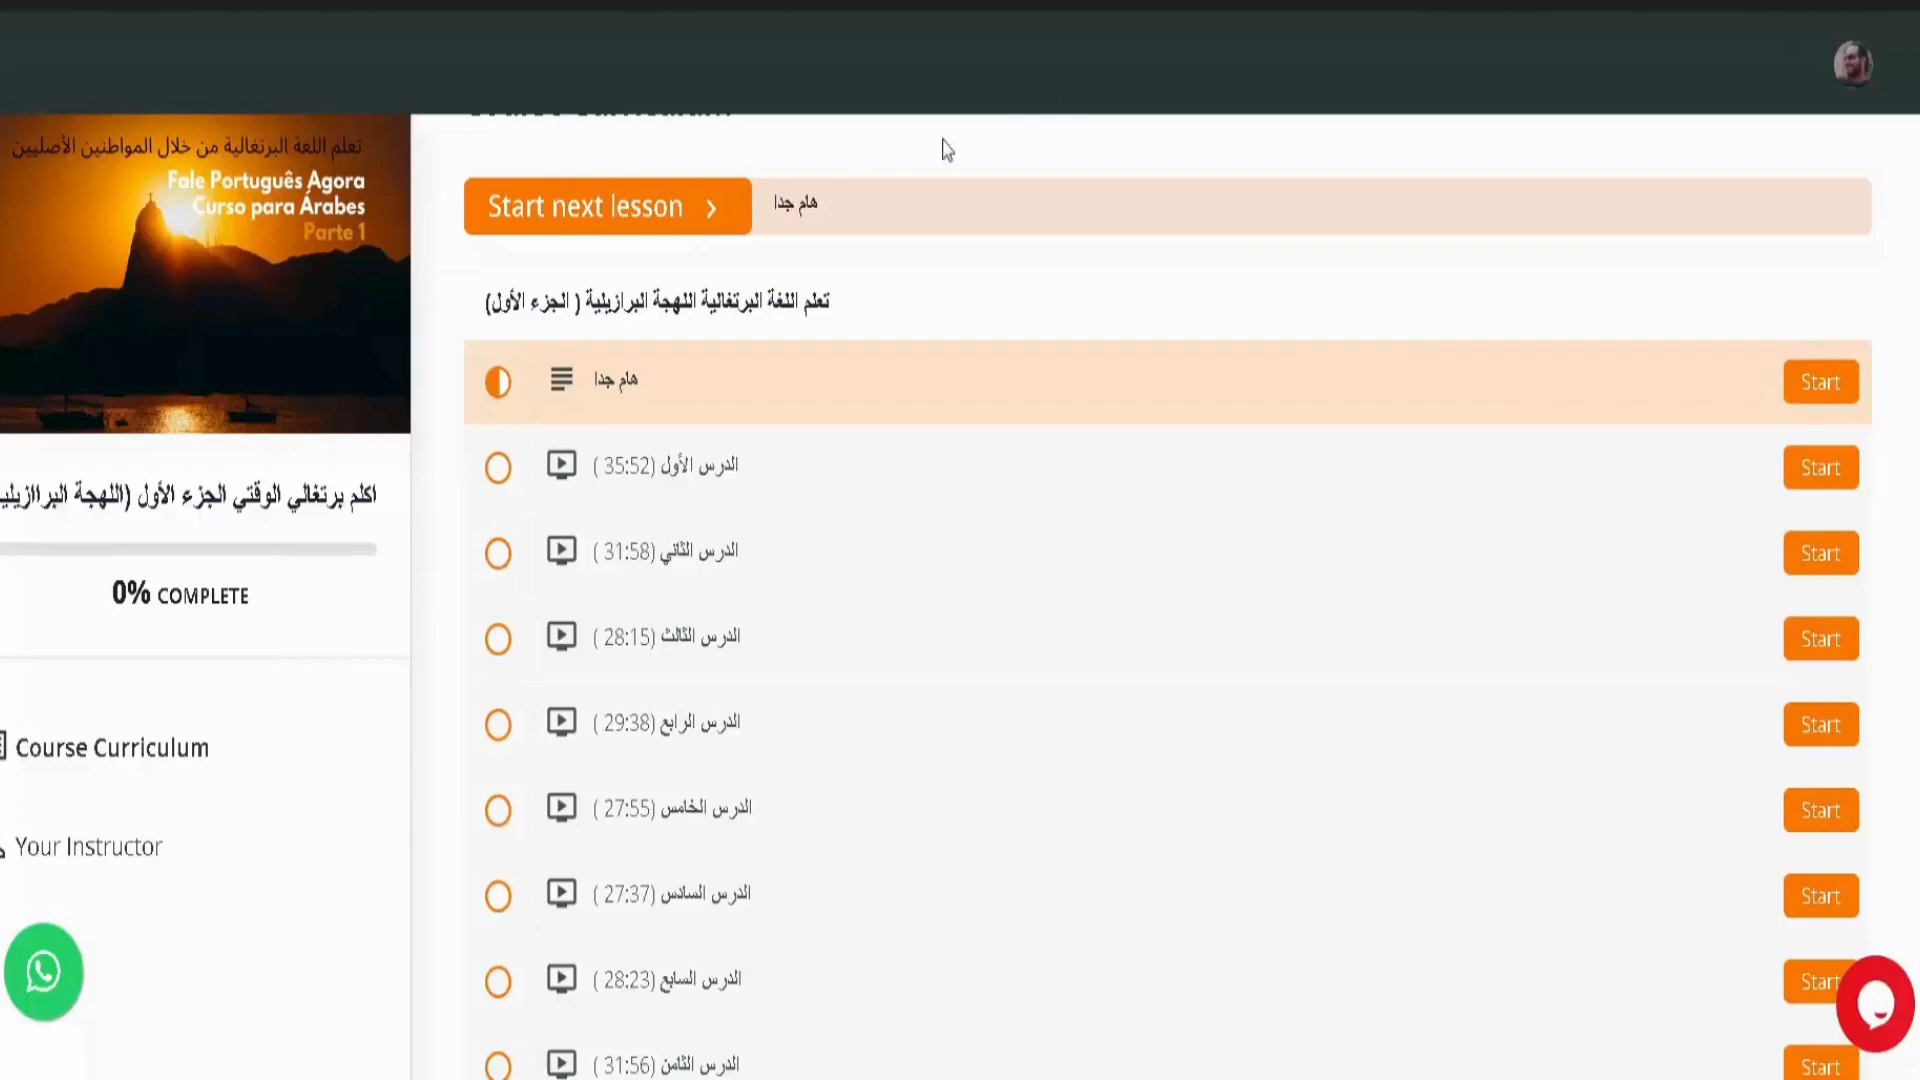 تعلم اللغة البرتغالية من خلال المواطنين الأصليين
Fale Português Agora
Curso para Árabes
Parte 1
اكلم برتغالي الوقتي الجزء الأول (اللهجة
0% COMPLETE
Course Curriculum
Your Instructor
Start next lesson
هام جدا
تعلم اللغة البرتغالية اللهجة البرازيلية ( الجزء الأول)
هام جدا
Start
الدرس الأول (35:52 )
Start
الدرس الثاني (31:58 )
Start
الدرس الثالث (28:15 )
Start
الدرس الرابع (29:38 )
Start
الدرس الخامس (27:55 )
Start
الدرس السادس (27:37 )
Start
الدرس السابع (28:23 )
Start
الدرس الثامن (31:56 )
Start